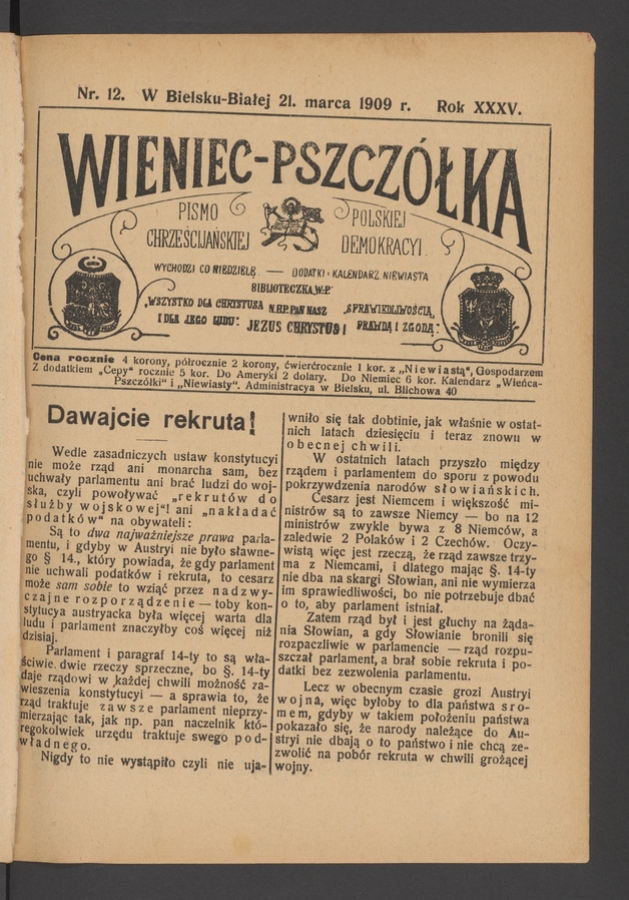 Nr. 12. W Bielsku-Białej 21. marca 1909 r. Rok XXXV.
WIENIEC-PSZCZÓŁKA
PISMO POLSKIEJ
CHRZEŚCIJAŃSKIEJ DEMOKRACYI
WYCHODZI CO NIEDZIELĘ — DODATKI: KALENDARZ NIEWIASTA
BIBLIOTECZKA W.P.
„WSZYSTKO DLA CHRYSTUSA N.H.P. PAN NASZ „SPRAWIEDLIWOŚCIĄ,
I DLA JEGO LUDU". JEZUS CHRYSTUS! PRAWDĄ I ZGODĄ."
Cena rocznie 4 korony, półrocznie 2 korony, ćwierćrocznie 1 kor. z „Niewiastą", Gospodarzem
Z dodatkiem „Cepy" rocznie 5 kor. Do Ameryki 2 dolary. Do Niemiec 6 kor. Kalendarz „Wieńca-
Pszczółki" i „Niewiasty". Administracya w Bielsku, ul. Blichowa 40
Dawajcie rekruta!
Wedle zasadniczych ustaw konstytucyi
nie może rząd ani monarcha sam, bez
uchwały parlamentu ani brać ludzi do woj-
ska, czyli powoływać „rekrutów do
służby wojskowej"! ani „nakładać
podatków" na obywateli:
Są to dwa najważniejsze prawa parla-
mentu, i gdyby w Austryi nie było sławne-
go § 14., który powiada, że gdy parlament
nie uchwali podatków i rekruta, to cesarz
może sam sobie to wziąć przez nadzwy-
czajne rozporządzenie — toby kon-
stytucya austryacka była więcej warta dla
ludu i parlament znaczyłby coś więcej niż
dzisiaj.
Parlament i paragraf 14-ty to są wła-
ściwie dwie rzeczy sprzeczne, bo §. 14-ty
daje rządowi w każdej chwili możność za-
wieszenia konstytucyi — a sprawia to, że
rząd traktuje zawsze parlament nieprzy-
mierzając tak, jak np. pan naczelnik któ-
regokolwiek urzędu traktuje swego pod-
władnego.
Nigdy to nie wystąpiło czyli nie uja-
wniło się tak dobtinie, jak właśnie w ostat-
nich latach dziesięciu i teraz znowu w
obecnej chwili.
W ostatnich latach przyszło między
rządem i parlamentem do sporu z powodu
pokrzywdzenia narodów słowiańskich.
Cesarz jest Niemcem i większość mi-
nistrów są to zawsze Niemcy — bo na 12
ministrów zwykle bywa z 8 Niemców, a
zaledwie 2 Polaków i 2 Czechów. Oczy-
wistą więc jest rzeczą, że rząd zawsze trzy-
ma z Niemcami, i dlatego mając §. 14-ty
nie dba na skargi Słowian, ani nie wymierza
im sprawiedliwości, bo nie potrzebuje dbać
o to, aby parlament istniał.
Zatem rząd był i jest głuchy na żąda-
nia Słowian, a gdy Słowianie bronili się
rozpaczliwie w parlamencie — rząd rozpu-
szczał parlament, a brał sobie rekruta i po-
datki bez zezwolenia parlamentu.
Lecz w obecnym czasie grozi Austryi
wojna, więc byłoby to dla państwa sro-
mem, gdyby w takiem położeniu państwa
pokazało się, że narody należące do Au-
stryi nie dbają o to państwo i nie chcą ze-
zwolić na pobór rekruta w chwili grożącej
wojny.